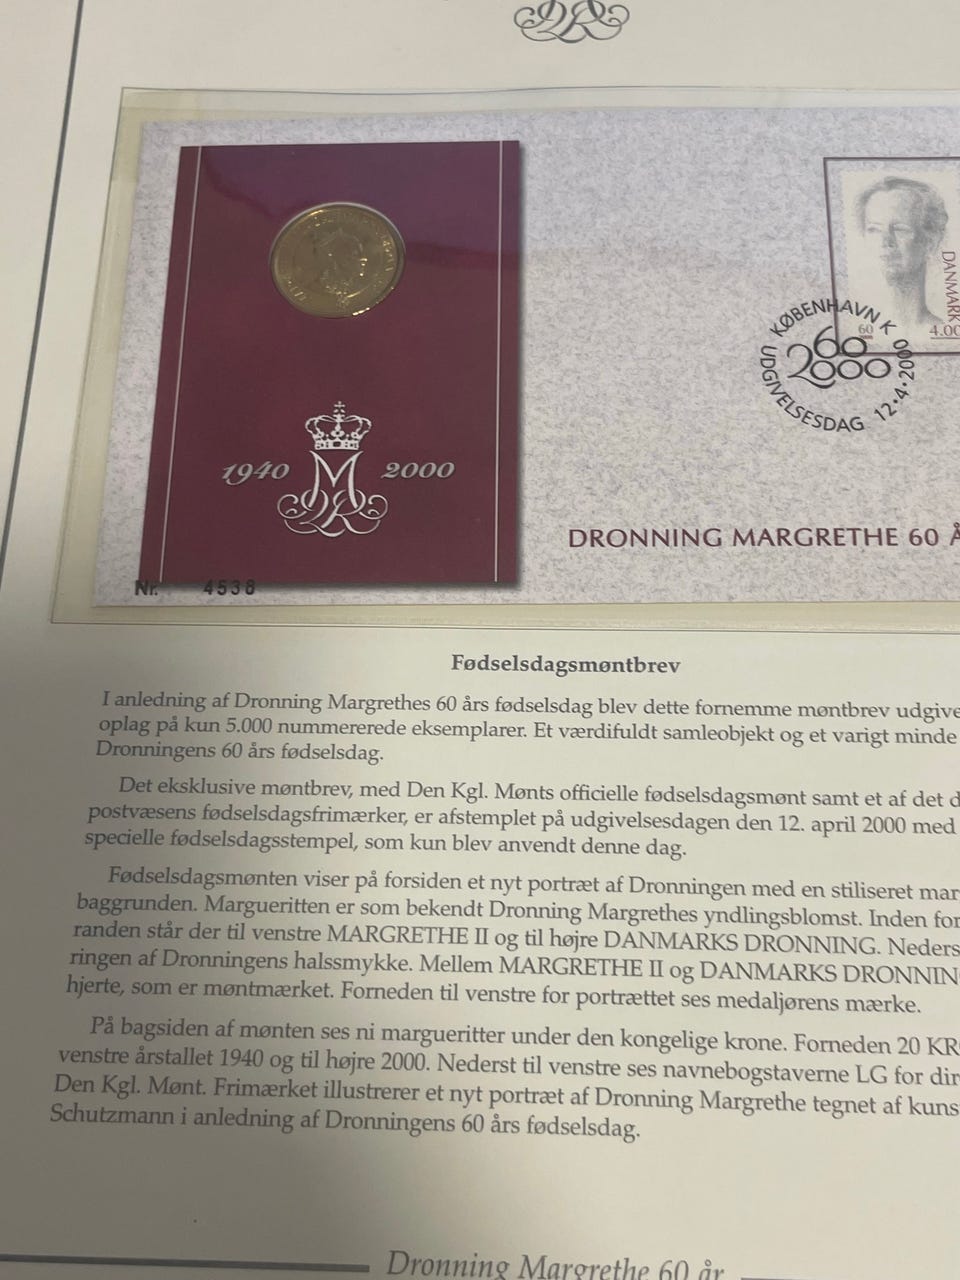 DANMARK
4.00
60
KØBENHAVN K
60
2000
UDGIVELSESDAG 12·4·2000
1940 M 2000
DRONNING MARGRETHE 60
Nr. 4538
Fødselsdagsmøntbrev
I anledning af Dronning Margrethes 60 års fødselsdag blev dette fornemme møntbrev
oplag på kun 5.000 nummererede eksemplarer. Et værdifuldt samleobjekt og et varigt minde
Dronningens 60 års fødselsdag.
Det eksklusive møntbrev, med Den Kgl. Mønts officielle fødselsdagsmønt samt et af det
postvæsens fødselsdagsfrimærker, er afstemplet på udgivelsesdagen den 12. april 2000 med
specielle fødselsdagsstempel, som kun blev anvendt denne dag.
Fødselsdagsmønten viser på forsiden et nyt portræt af Dronningen med en stiliseret
baggrunden. Margueritten er som bekendt Dronning Margrethes yndlingsblomst. Inden for
randen står der til venstre MARGRETHE II og til højre DANMARKS DRONNING.
ringen af Dronningens halssmykke. Mellem MARGRETHE II og DANMARKS
hjerte, som er møntmærket. Forneden til venstre for portrættet ses medaljørens mærke.
På bagsiden af mønten ses ni margueritter under den kongelige krone. Forneden 20
venstre årstallet 1940 og til højre 2000. Nederst til venstre ses navnebogstaverne LG for
Den Kgl. Mønt. Frimærket illustrerer et nyt portræt af Dronning Margrethe tegnet af
Schutzmann i anledning af Dronningens 60 års fødselsdag.
Dronning Margrethe 60 år